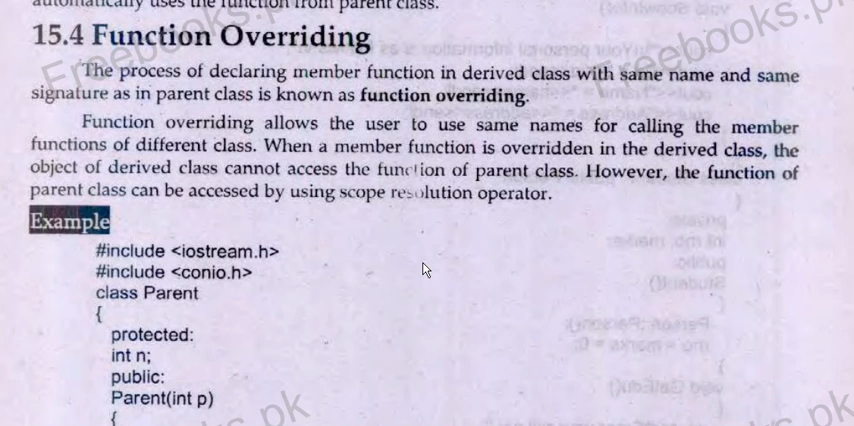 automatically uses the function from parent class.
15.4 Function Overriding
The process of declaring member function in derived class with same name and same
signature as in parent class is known as function overriding.
Function overriding allows the user to use same names for calling the member
functions of different class. When a member function is overridden in the derived class, the
object of derived class cannot access the function of parent class. However, the function of
parent class can be accessed by using scope resolution operator.
Example
#include <iostream.h>
#include <conio.h>
class Parent
{
protected:
int n;
public:
Parent(int p)
{
Freebooks.pk
Freebooks.pk